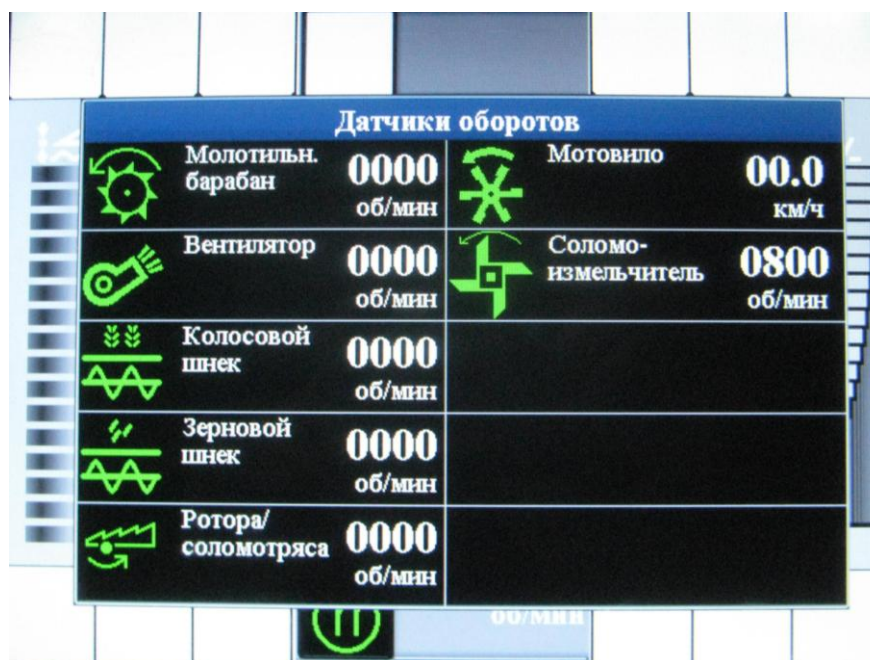 Датчики оборотов
Молотильн.
барабан
0000
об/мин
Мотовило
00.0
км/ч
Вентилятор
0000
об/мин
Соломо-
измельчитель
0800
об/мин
Колосовой
шнек
0000
об/мин
Зерновой
шнек
0000
об/мин
Ротора/
соломотряса
0000
об/мин
об/мин